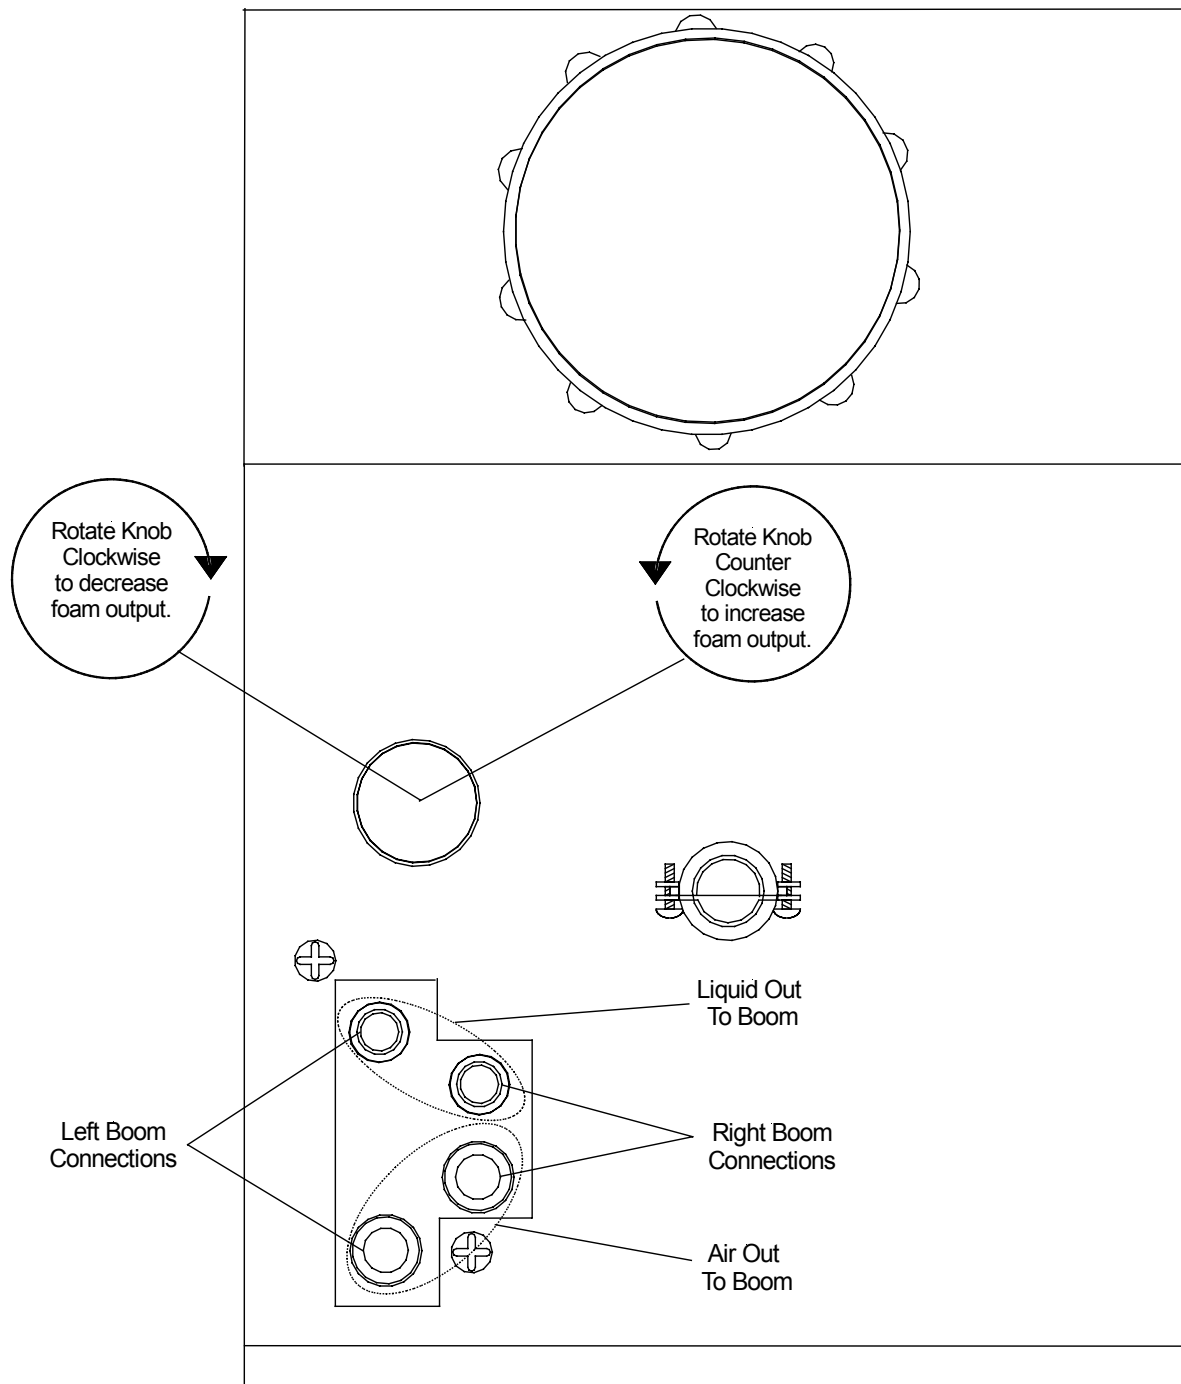 Rotate Knob
Clockwise
to decrease
foam output.
Rotate Knob
Counter
Clockwise
to increase
foam output.
Liquid Out
To Boom
Left Boom
Connections
Right Boom
Connections
Air Out
To Boom